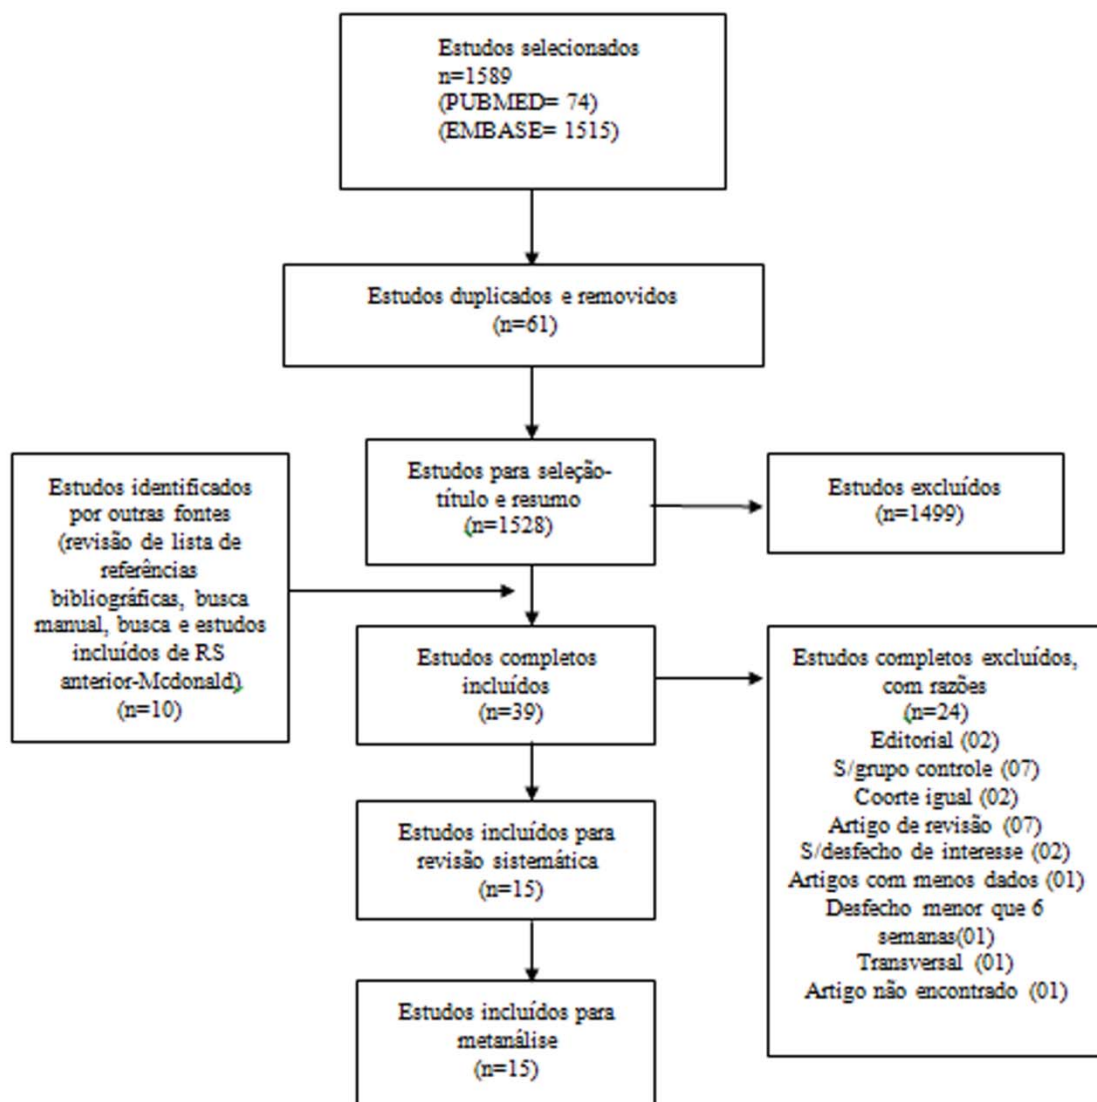 Estudos selecionados
n=1589
(PUBMED= 74)
(EMBASE= 1515)
Estudos duplicados e removidos
(n=61)
Estudos para seleção-
título e resumo
(n=1528)
Estudos excluídos
(n=1499)
Estudos identificados
por outras fontes
(revisão de lista de
referências
bibliográficas, busca
manual, busca e estudos
incluídos de RS
anterior-Mcdonald)
(n=10)
Estudos completos
incluídos
(n=39)
Estudos completos excluídos,
com razões
(n=24)
Editorial (02)
S/grupo controle (07)
Coorte igual (02)
Artigo de revisão (07)
S/desfecho de interesse (02)
Artigos com menos dados (01)
Desfecho menor que 6
semanas(01)
Transversal (01)
Artigo não encontrado (01)
Estudos incluídos para
revisão sistemática
(n=15)
Estudos incluídos para
metanálise
(n=15)